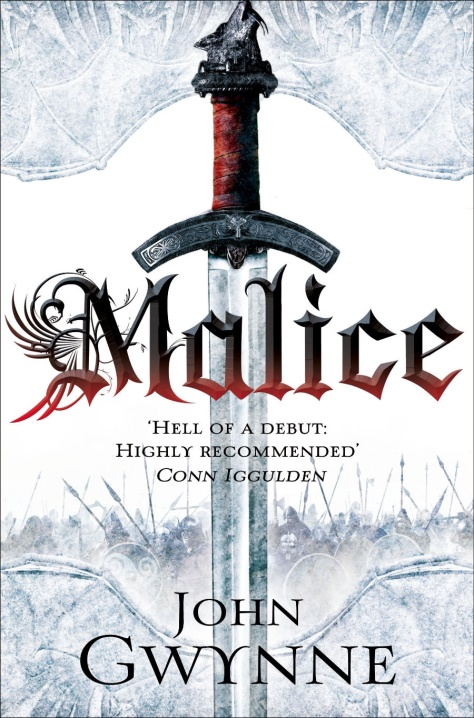 Malice
‘HELL OF A DEBUT:
HIGHLY RECOMMENDED’
CONN IGGULDEN
JOHN
GWYNNE